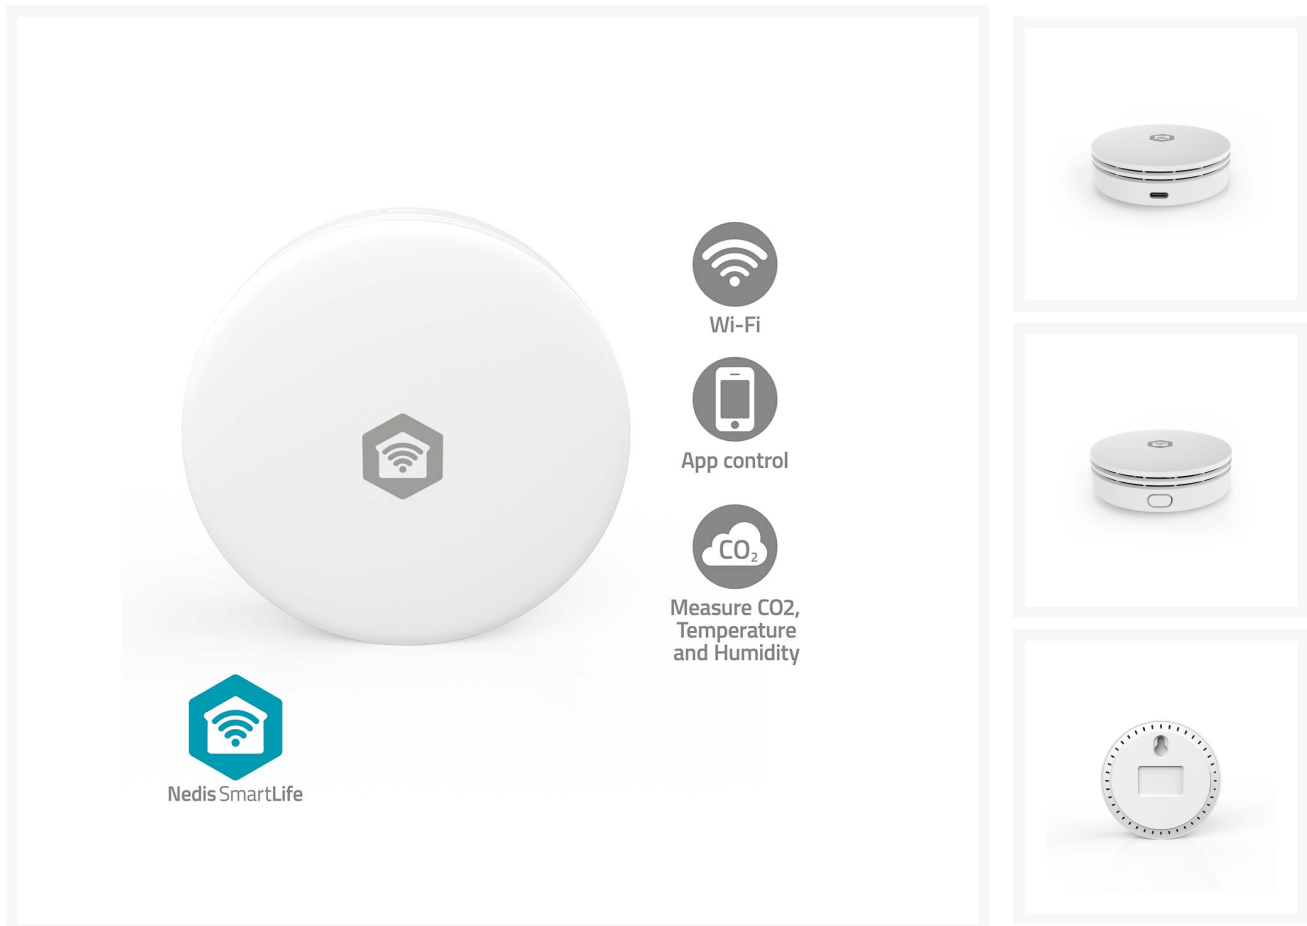 Wi-Fi
App control
CO₂
Measure CO2,
Temperature
and Humidity
Nedis SmartLife